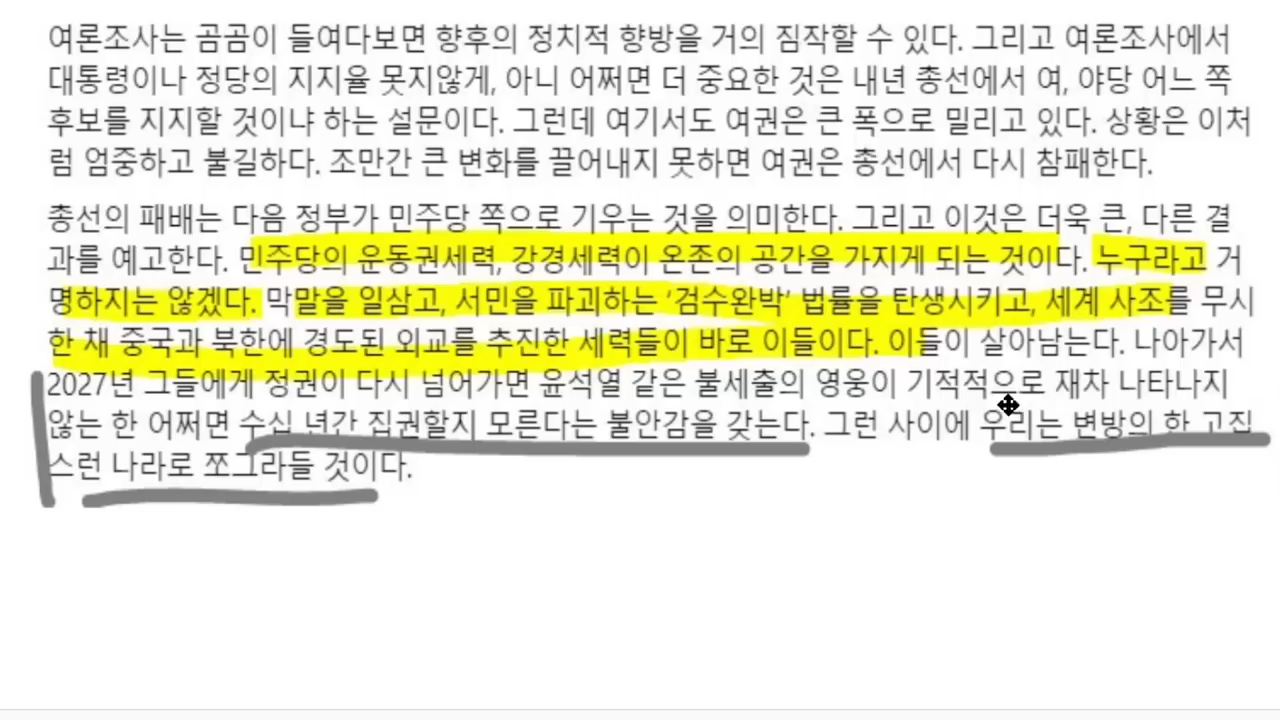 여론조사는 곰곰이 들여다보면 향후의 정치적 향방을 거의 짐작할 수 있다. 그리고 여론조사에서
대통령이나 정당의 지지율 못지않게, 아니 어쩌면 더 중요한 것은 내년 총선에서 여, 야당 어느 쪽
후보를 지지할 것이냐 하는 설문이다. 그런데 여기서도 여권은 큰 폭으로 밀리고 있다. 상황은 이처
럼 엄중하고 불길하다. 조만간 큰 변화를 끌어내지 못하면 여권은 총선에서 다시 참패한다.
총선의 패배는 다음 정부가 민주당 쪽으로 기우는 것을 의미한다. 그리고 이것은 더욱 큰, 다른 결
과를 예고한다. 민주당의 운동권세력, 강경세력이 온존의 공간을 가지게 되는 것이다. 누구라고 거
명하지는 않겠다. 막말을 일삼고, 서민을 파괴하는 ‘검수완박’ 법률을 탄생시키고, 세계 사조를 무시
한 채 중국과 북한에 경도된 외교를 추진한 세력들이 바로 이들이다. 이들이 살아남는다. 나아가서
2027년 그들에게 정권이 다시 넘어가면 윤석열 같은 불세출의 영웅이 기적적으로 재차 나타나지
않는 한 어쩌면 수십 년간 집권할지 모른다는 불안감을 갖는다. 그런 사이에 우리는 변방의 한 고집
스런 나라로 쪼그라들 것이다.